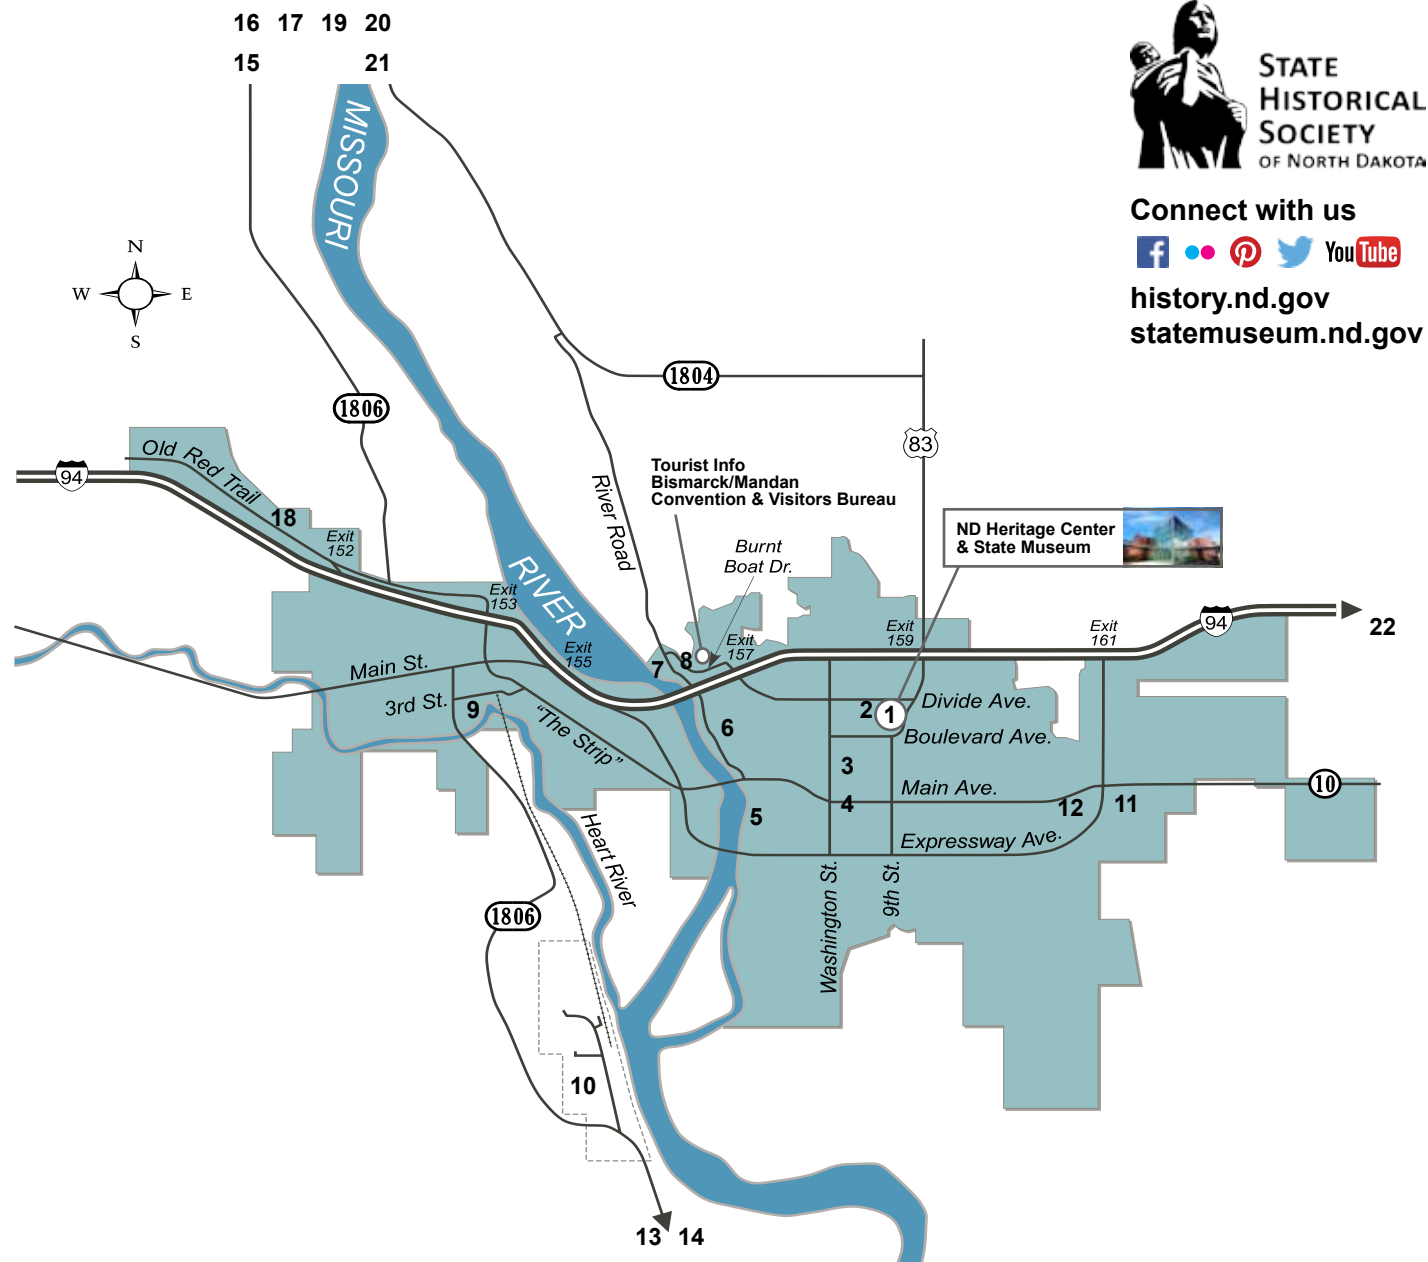 16 17 19 20
15 21
STATE
HISTORICAL
SOCIETY
OF NORTH DAKOTA
Connect with us
You Tube
history.nd.gov
statemuseum.nd.gov
MISSOURI
N
W E
S
1804
1806
83
94
Old Red Trail
18
Exit
152
Tourist Info
Bismarck/Mandan
Convention & Visitors Bureau
River Road
Burnt
Boat Dr.
ND Heritage Center
& State Museum
Exit
153
RIVER
Exit
155
Exit
157
Exit
159
Exit
161
94
22
Main St.
7
8
3rd St.
9
"The Strip"
6
2
1
Divide Ave.
Boulevard Ave.
3
Main Ave.
4
12
11
10
5
Expressway Ave.
Heart River
Washington St.
9th St.
1806
10
13 14